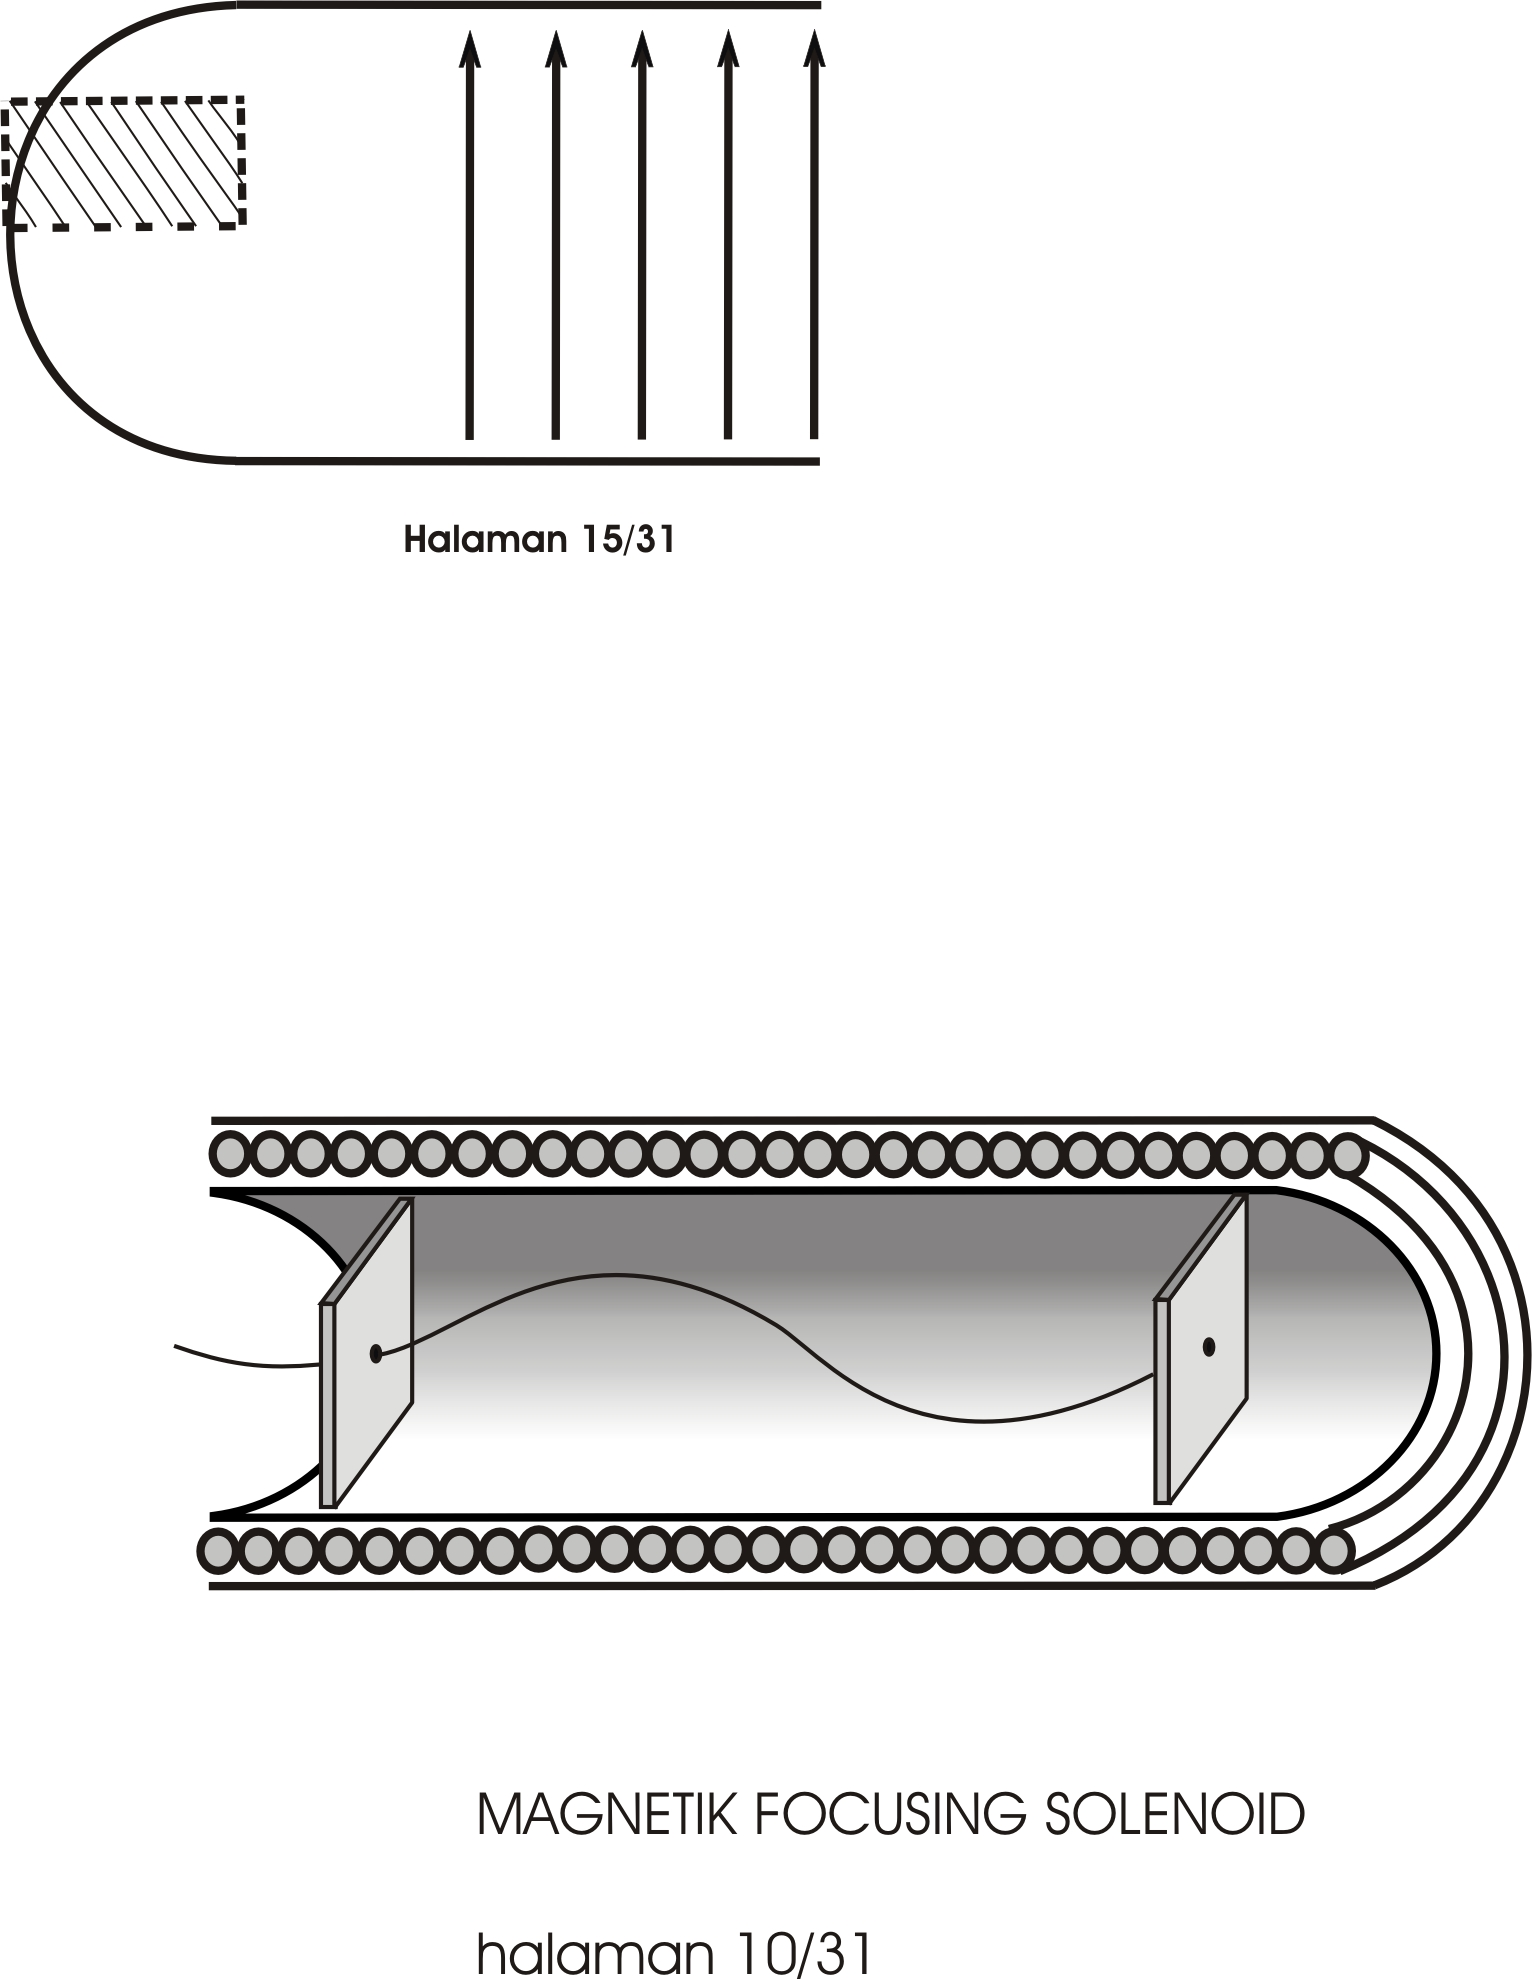 Halaman 15/31
MAGNETIK FOCUSING SOLENOID
halaman 10/31